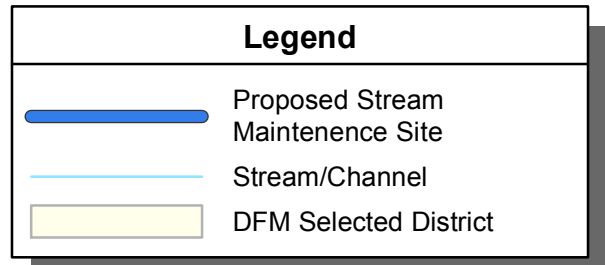 Legend
Proposed Stream
Maintenence Site
Stream/Channel
DFM Selected District